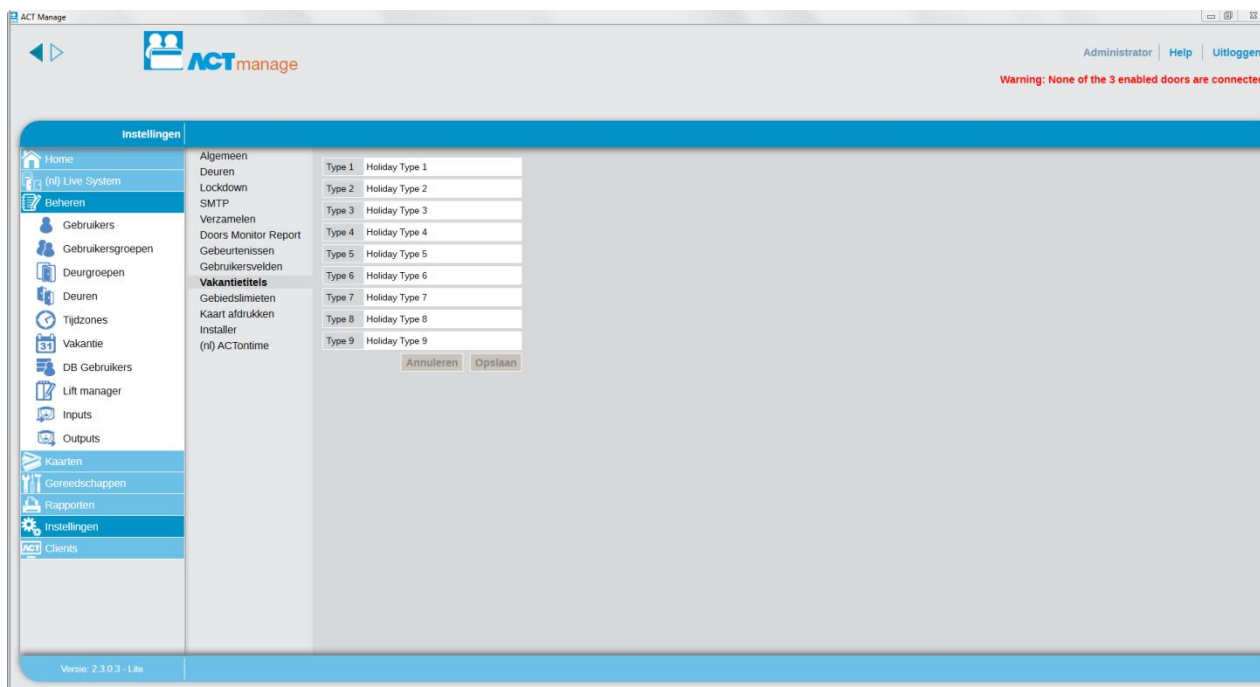 ACT Manage
ACTmanage
Administrator Help Uitloggen
Warning: None of the 3 enabled doors are connected
Instellingen
Home
(nl) Live System
Beheren
Gebruikers
Gebruikersgroepen
Deurgroepen
Deuren
Tijdzones
31
Vakantie
DB Gebruikers
Lift manager
Inputs
Outputs
Kaarten
Gereedschappen
Rapporten
Instellingen
ACT
Clients
Algemeen
Deuren
Lockdown
SMTP
Verzamelen
Doors Monitor Report
Gebeurtenissen
Gebruikersvelden
Vakantietitels
Gebiedslimieten
Kaart afdrukken
Installer
(nl) ACTontime
Type 1 Holiday Type 1
Type 2 Holiday Type 2
Type 3 Holiday Type 3
Type 4 Holiday Type 4
Type 5 Holiday Type 5
Type 6 Holiday Type 6
Type 7 Holiday Type 7
Type 8 Holiday Type 8
Type 9 Holiday Type 9
Annuleren Opslaan
Versie: 2.3.0.3 - Lite